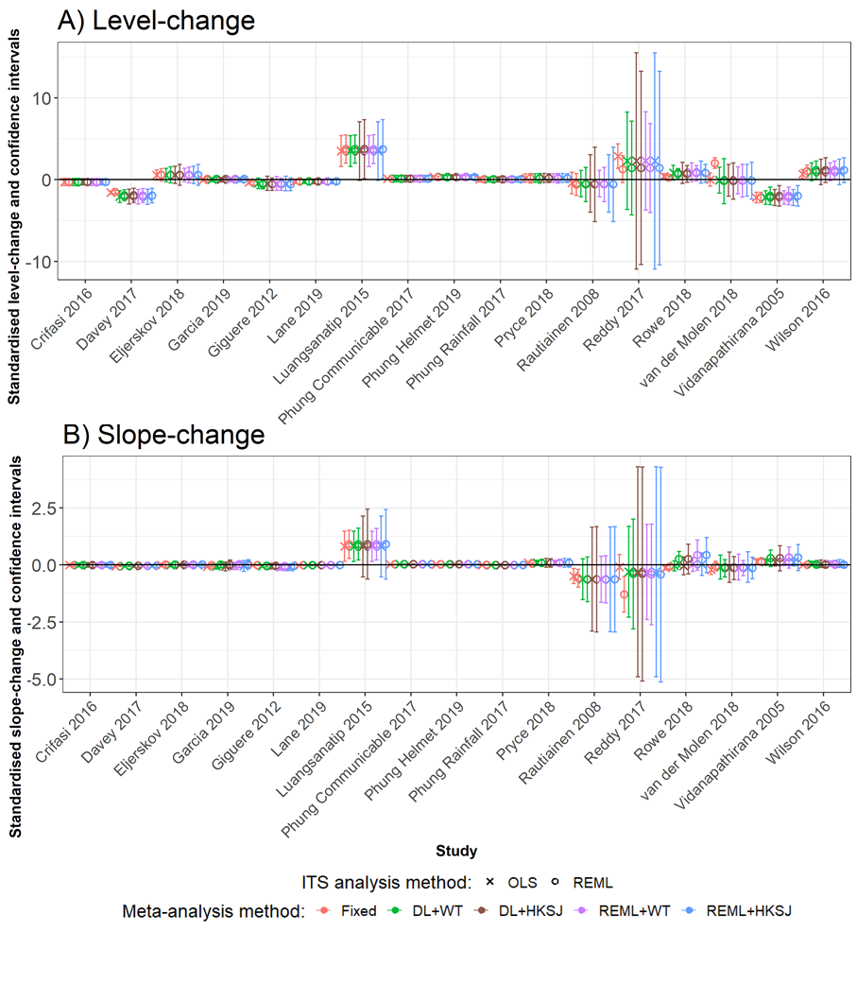 A) Level-change
Standardised level-change and confidence intervals
10
0
-10
Crifasi 2016
Davey 2017
Eljerskov 2018
Garcia 2019
Giguere 2012
Lane 2019
Luangsanatip 2015
Phung Communicable 2017
Phung Helmet 2019
Phung Rainfall 2017
Pryce 2018
Rautiainen 2008
Reddy 2017
Rowe 2018
van der Molen 2018
Vidanapathirana 2005
Wilson 2016
B) Slope-change
Standardised slope-change and confidence intervals
2.5
0.0
-2.5
-5.0
Crifasi 2016
Davey 2017
Eljerskov 2018
Garcia 2019
Giguere 2012
Lane 2019
Luangsanatip 2015
Phung Communicable 2017
Phung Helmet 2019
Phung Rainfall 2017
Pryce 2018
Rautiainen 2008
Reddy 2017
Rowe 2018
van der Molen 2018
Vidanapathirana 2005
Wilson 2016
Study
ITS analysis method: OLS REML
Meta-analysis method: Fixed DL+WT DL+HKSJ REML+WT REML+HKSJ